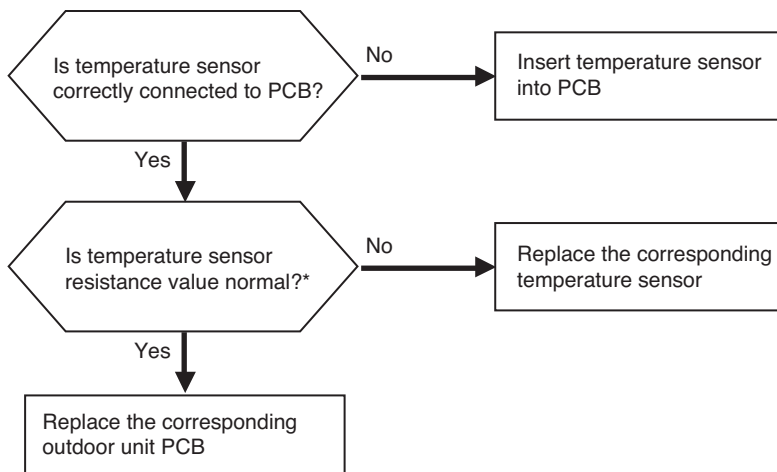 Is temperature sensor
correctly connected to PCB?
No
Insert temperature sensor
into PCB
Yes
Is temperature sensor
resistance value normal?*
No
Replace the corresponding
temperature sensor
Yes
Replace the corresponding
outdoor unit PCB